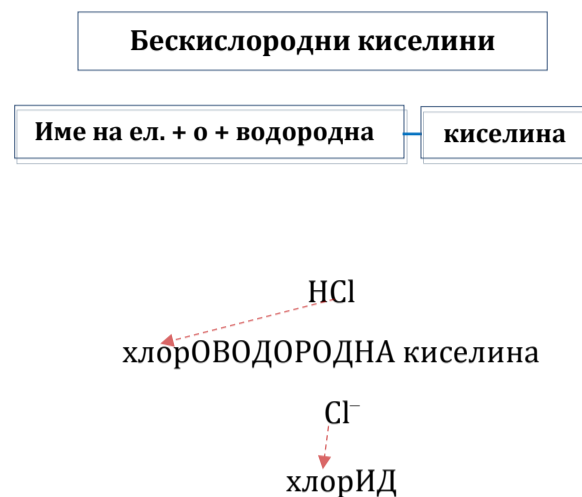 Бескислородни киселини
Име на ел. + о + водородна киселина
HCl
хлорОВОДОРОДНА киселина
Cl⁻
хлорИД